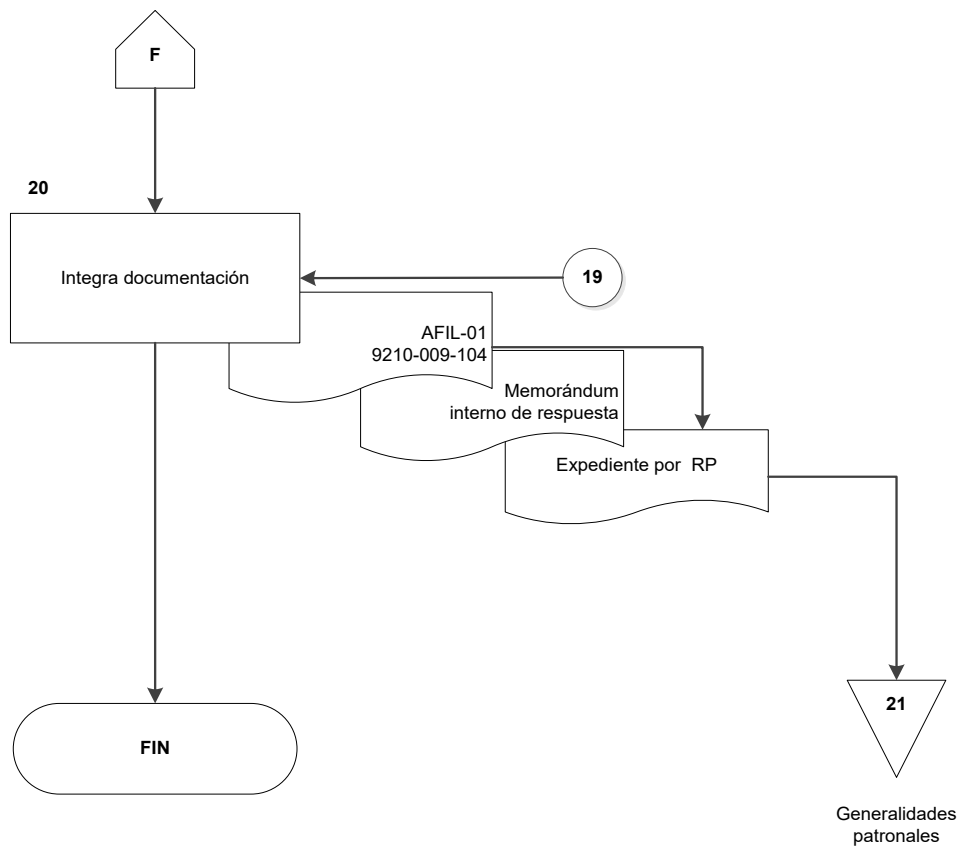 F
20
Integra documentación
19
AFIL-01
9210-009-104
Memorándum
interno de respuesta
Expediente por RP
21
FIN
Generalidades
patronales